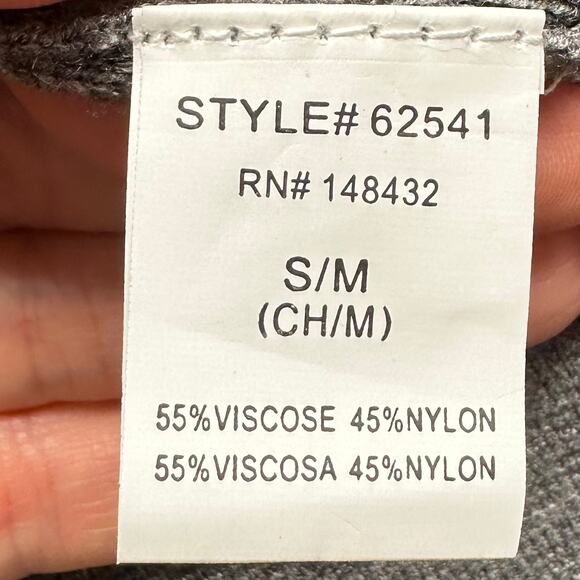 STYLE# 62541
RN# 148432
S/M
(CH/M)
55%VISCOSE 45%NYLON
55%VISCOSA 45%NYLON